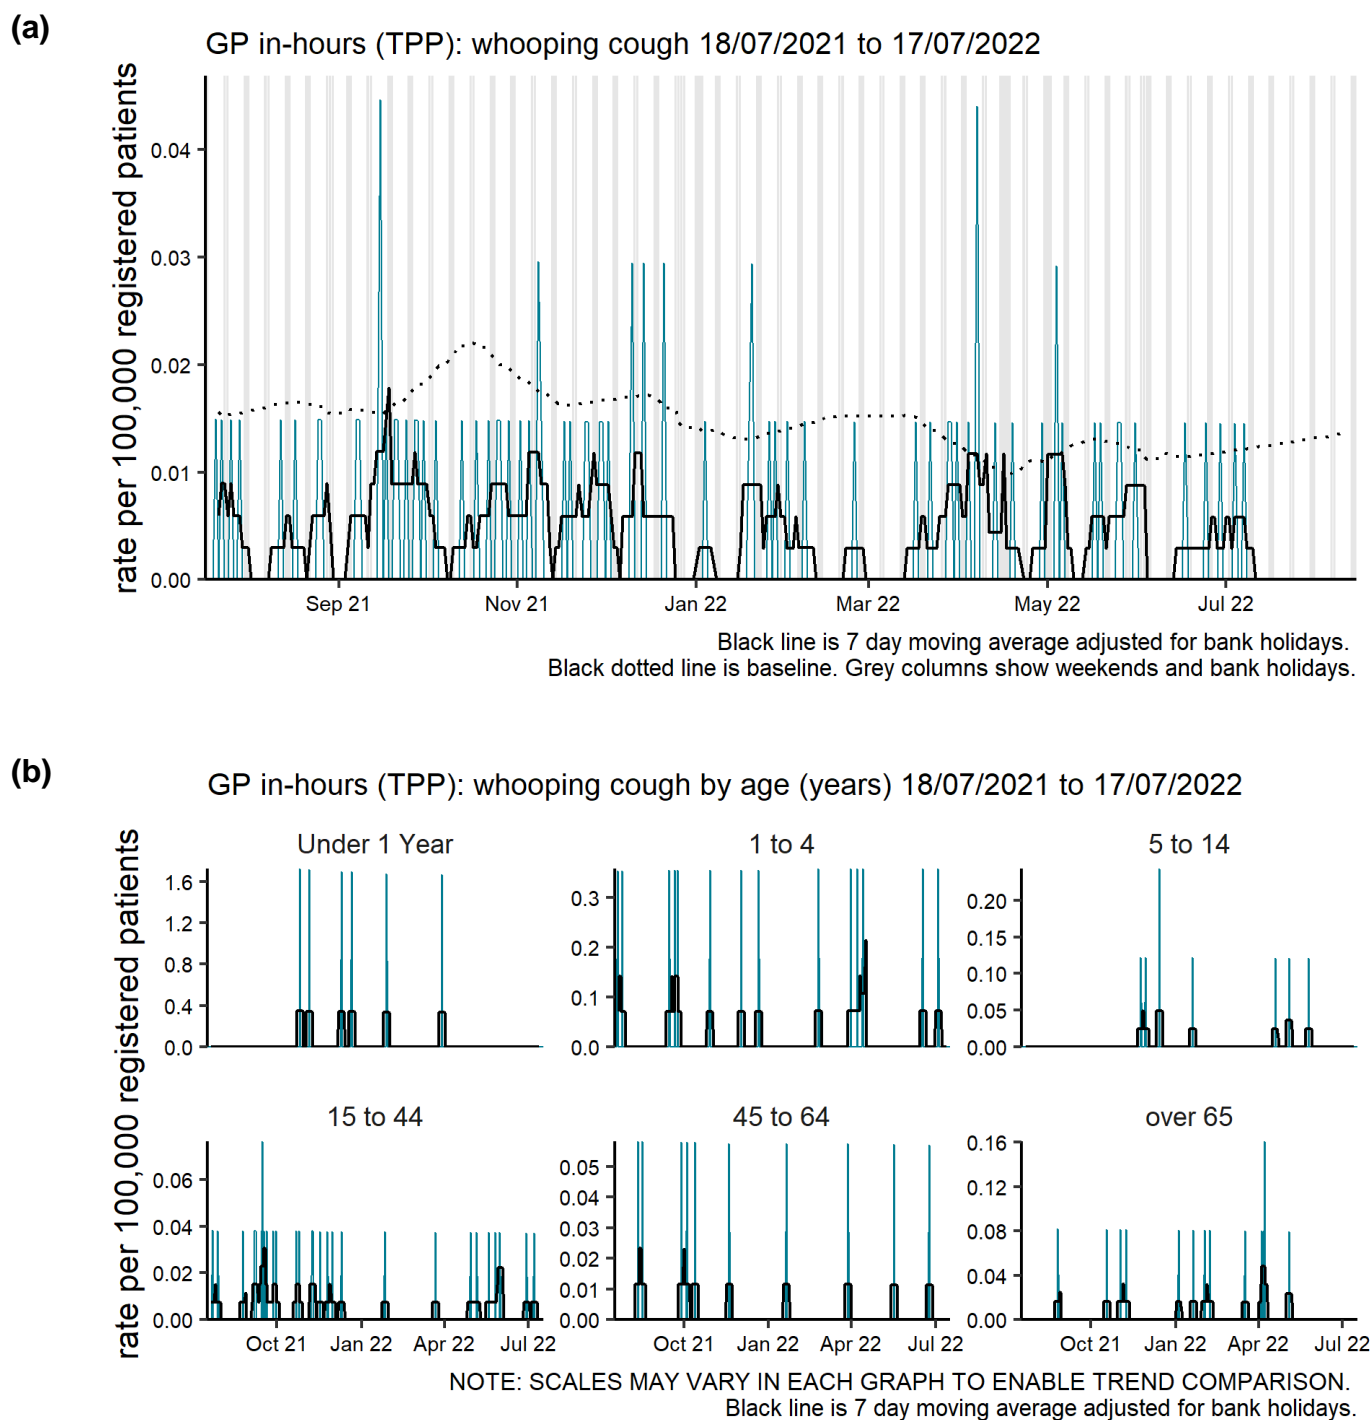 (a)
GP in-hours (TPP): whooping cough 18/07/2021 to 17/07/2022
rate per 100,000 registered patients
0.04
0.03
0.02
0.01
0.00
Sep 21 Nov 21 Jan 22 Mar 22 May 22 Jul 22
Black line is 7 day moving average adjusted for bank holidays.
Black dotted line is baseline. Grey columns show weekends and bank holidays.
(b)
GP in-hours (TPP): whooping cough by age (years) 18/07/2021 to 17/07/2022
rate per 100,000 registered patients
Under 1 Year
1.6
1.2
0.8
0.4
0.0
1 to 4
0.3
0.2
0.1
0.0
5 to 14
0.20
0.15
0.10
0.05
0.00
15 to 44
0.06
0.04
0.02
0.00
Oct 21 Jan 22 Apr 22 Jul 22
45 to 64
0.05
0.04
0.03
0.02
0.01
0.00
Oct 21 Jan 22 Apr 22 Jul 22
over 65
0.16
0.12
0.08
0.04
0.00
Oct 21 Jan 22 Apr 22 Jul 22
NOTE: SCALES MAY VARY IN EACH GRAPH TO ENABLE TREND COMPARISON.
Black line is 7 day moving average adjusted for bank holidays.